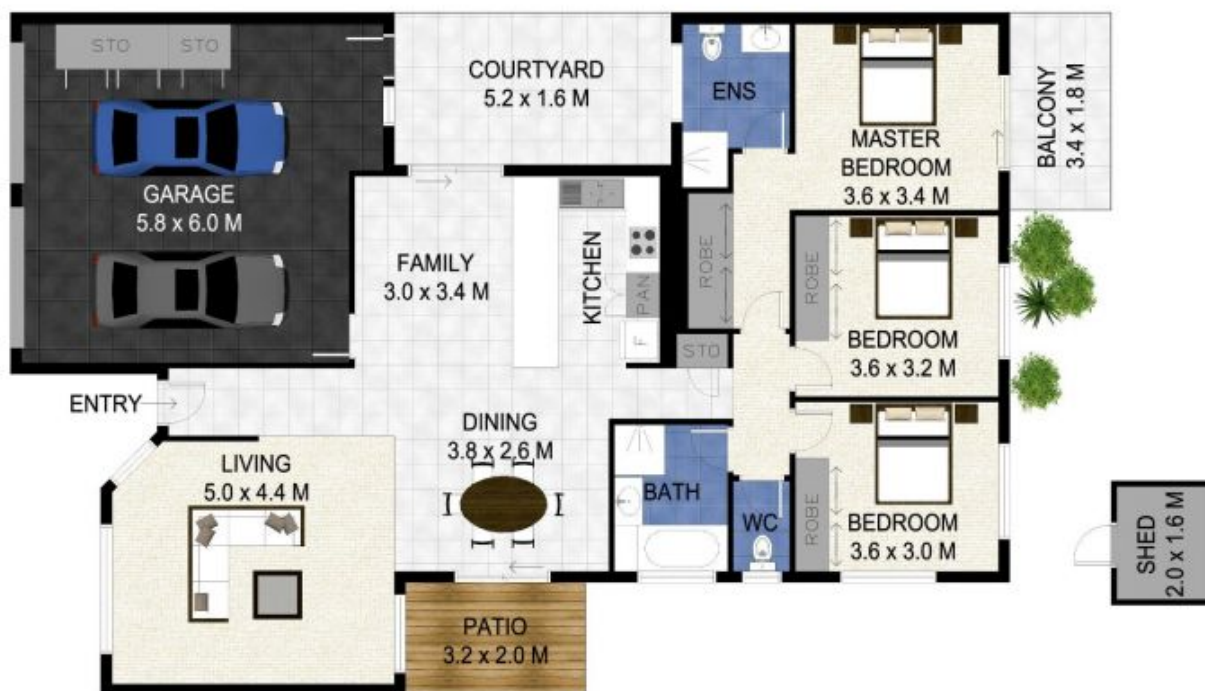 STO
STO
GARAGE
5.8 x 6.0 M
COURTYARD
5.2 x 1.6 M
ENS
MASTER
BEDROOM
3.6 x 3.4 M
BALCONY
3.4 x 1.8 M
FAMILY
3.0 x 3.4 M
KITCHEN
PAN
F
ROBE
ROBE
BEDROOM
3.6 x 3.2 M
STO
ENTRY
DINING
3.8 x 2.6 M
LIVING
5.0 x 4.4 M
BATH
WC
ROBE
BEDROOM
3.6 x 3.0 M
SHED
2.0 x 1.6 M
PATIO
3.2 x 2.0 M